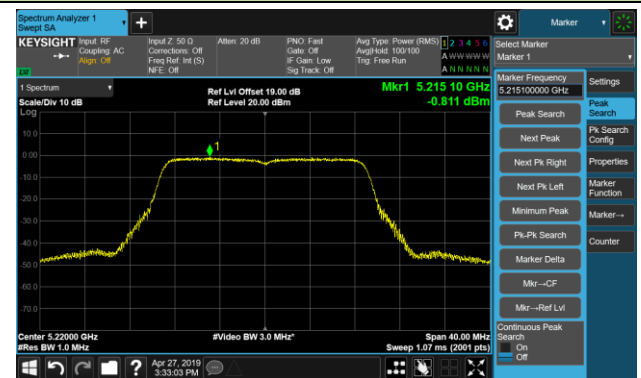 Spectrum Analyzer 1
Swept SA
Marker
KEYSIGHT
Input: RF
Coupling: AC
Align: Off
Input Z: 50 Ω
Corrections: Off
Freq Ref: Int (S)
NFE: Off
Atten: 20 dB
PNO: Fast
Gate: Off
IF Gain: Low
Sig Track: Off
Avg Type: Power (RMS)
Avg|Hold: 100/100
Trig: Free Run
1 2 3 4 5 6
A WW WW W
A N N N N N
Select Marker
Marker 1
1 Spectrum
Scale/Div 10 dB
Log
Ref Lvl Offset 19.00 dB
Ref Level 20.00 dBm
Mkr1 5.215 10 GHz
-0.811 dBm
10.0
0.00
-10.0
-20.0
-30.0
-40.0
-50.0
-60.0
-70.0
1
Center 5.22000 GHz
#Res BW 1.0 MHz
#Video BW 3.0 MHz*
Span 40.00 MHz
Sweep 1.07 ms (2001 pts)
Marker Frequency
5.215100000 GHz
Peak Search
Next Peak
Next Pk Right
Next Pk Left
Minimum Peak
Pk-Pk Search
Marker Delta
Mkr→CF
Mkr→Ref Lvl
Continuous Peak
Search
On
Off
Settings
Peak
Search
Pk Search
Config
Properties
Marker
Function
Marker→
Counter
?
Apr 27, 2019
3:33:03 PM